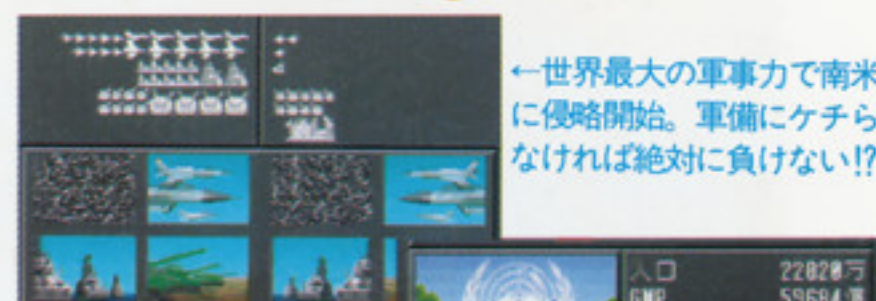 ←世界最大の軍事力で南米
に侵略開始。軍備にケチら
なければ絶対に負けない!?
人口 22820万
GNP